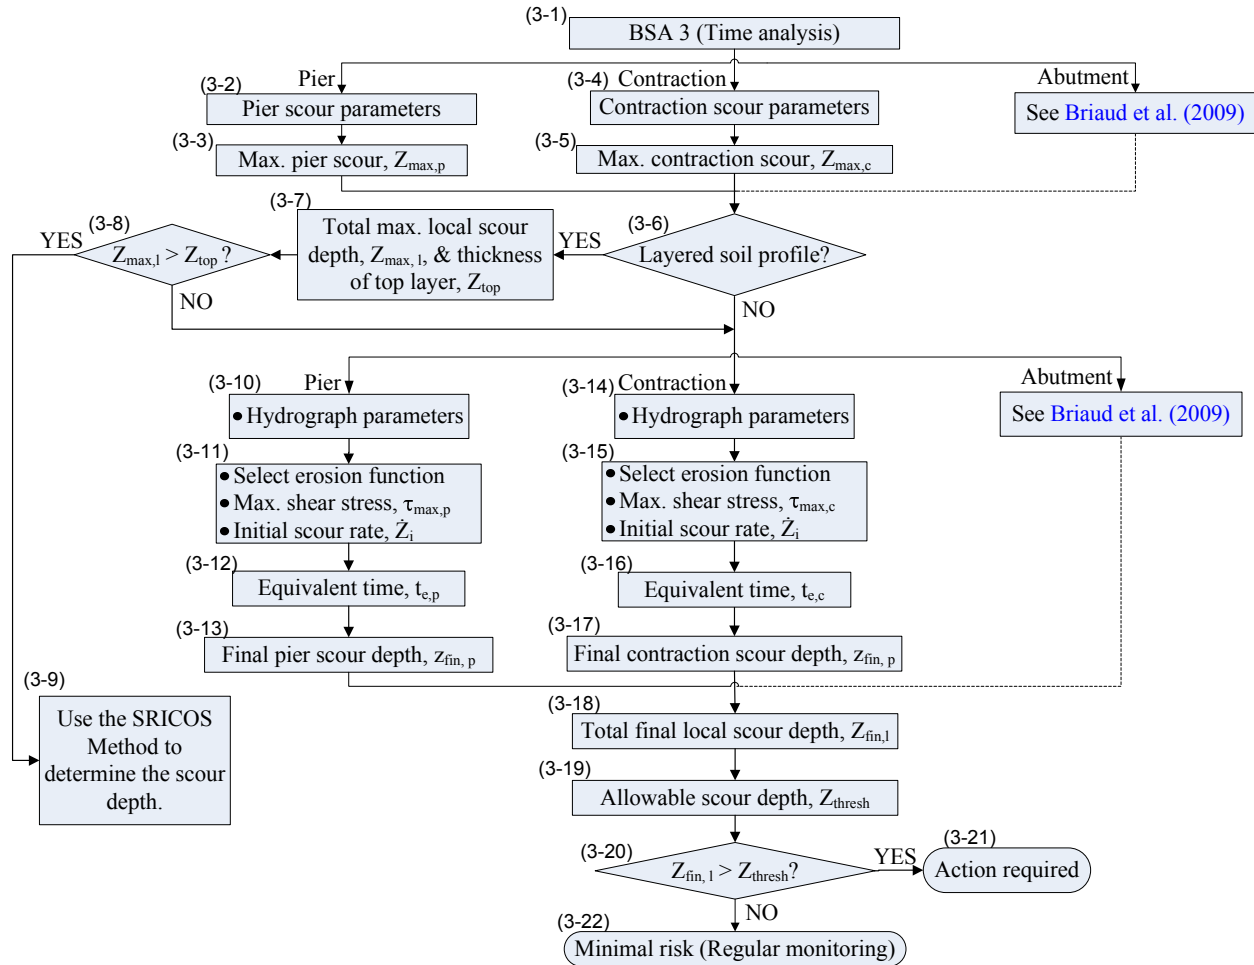 (3-1)
BSA 3 (Time analysis)
Pier
Contraction
Abutment
(3-2)
Pier scour parameters
(3-4)
Contraction scour parameters
See Briaud et al. (2009)
(3-3)
Max. pier scour, Zmax,p
(3-5)
Max. contraction scour, Zmax,c
(3-6)
Layered soil profile?
YES
NO
(3-7)
Total max. local scour
depth, Zmax, l, & thickness
of top layer, Ztop
(3-8)
Zmax,l > Ztop ?
YES
NO
(3-9)
Use the SRICOS
Method to
determine the scour
depth.
Pier
Contraction
Abutment
(3-10)
• Hydrograph parameters
(3-14)
• Hydrograph parameters
See Briaud et al. (2009)
(3-11)
• Select erosion function
• Max. shear stress, τmax,p
• Initial scour rate, Żi
(3-15)
• Select erosion function
• Max. shear stress, τmax,c
• Initial scour rate, Żi
(3-12)
Equivalent time, te,p
(3-16)
Equivalent time, te,c
(3-13)
Final pier scour depth, zfin, p
(3-17)
Final contraction scour depth, zfin, p
(3-18)
Total final local scour depth, Zfin,l
(3-19)
Allowable scour depth, Zthresh
(3-20)
Zfin, l > Zthresh?
YES
NO
(3-21)
Action required
(3-22)
Minimal risk (Regular monitoring)